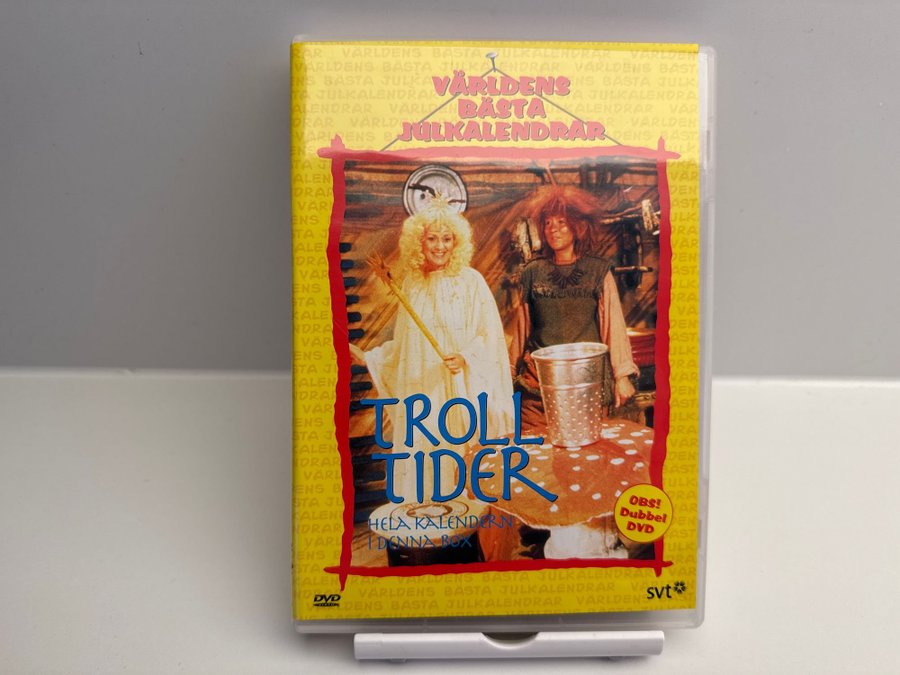 VÄRLDENS
BÄSTA
JULKALENDRAR
TROLL
TIDER
HELA KALENDERN
I DENNA BOX
OBS!
Dubbel
DVD
DVD
svt